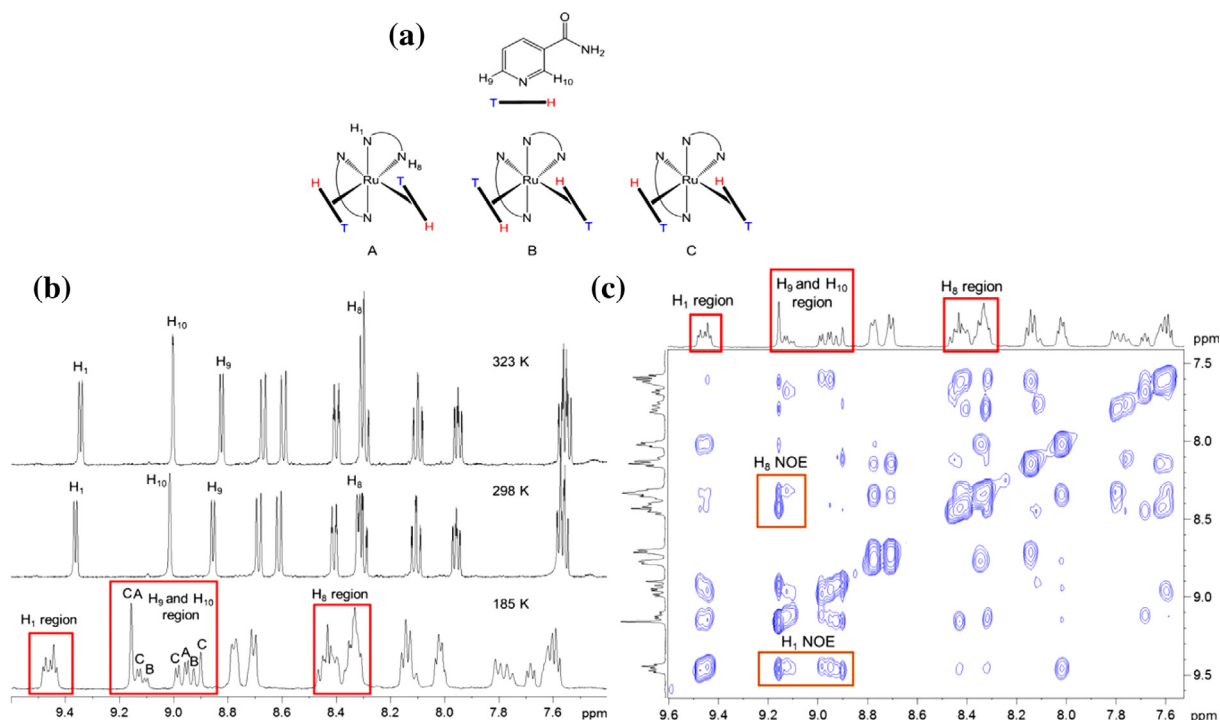 (a)
O
NH₂
H₉
N
H₁₀
T
H
H₁
N
N
N
H₈
H
T
Ru
N
T
H
A
N
N
N
T
H
Ru
N
H
T
B
N
N
N
H
H
Ru
N
T
T
C
(b)
H₁
H₁₀
H₉
H₈
323 K
H₁
H₁₀
H₉
H₈
298 K
185 K
H₁ region
CA
H₉ and H₁₀
region
C
B
C
A
B
C
H₈ region
9.4 9.2 9.0 8.8 8.6 8.4 8.2 8.0 7.8 7.6 ppm
(c)
H₁ region
H₉ and H₁₀
region
H₈ region
ppm
7.5
8.0
8.5
9.0
9.5
H₈ NOE
H₁ NOE
9.6 9.4 9.2 9.0 8.8 8.6 8.4 8.2 8.0 7.8 7.6 ppm